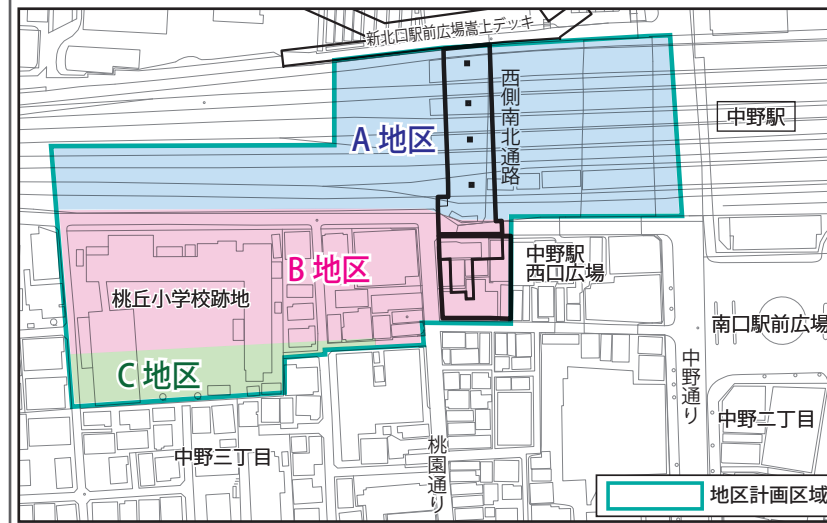 新北口駅前広場嵩上デッキ
西側南北通路
中野駅
A 地区
B 地区
中野駅
西口広場
桃丘小学校跡地
南口駅前広場
C 地区
中野通り
中野二丁目
桃園通り
中野三丁目
地区計画区域